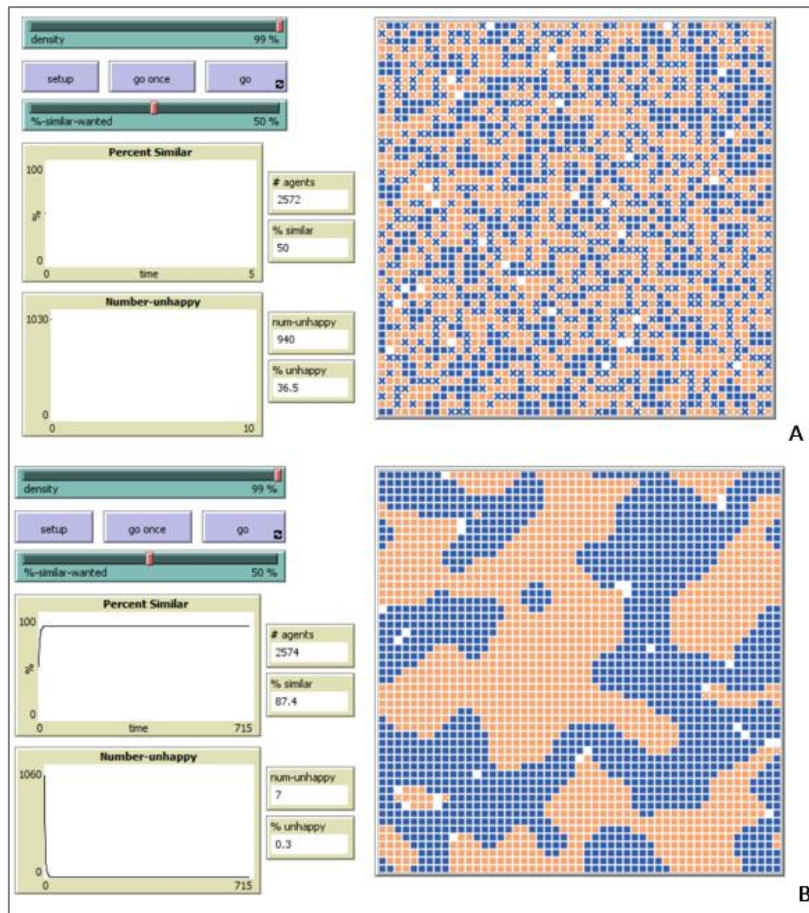 density 99 %
setup go once go
%-similar-wanted 50 %
Percent Similar
100
%
0
0 time 5
# agents
2572
% similar
50
Number-unhappy
1030
0
0 10
num-unhappy
940
% unhappy
36.5
A
density 99 %
setup go once go
%-similar-wanted 50 %
Percent Similar
100
%
0
0 time 715
# agents
2574
% similar
87.4
Number-unhappy
1060
0
0 715
num-unhappy
7
% unhappy
0.3
B